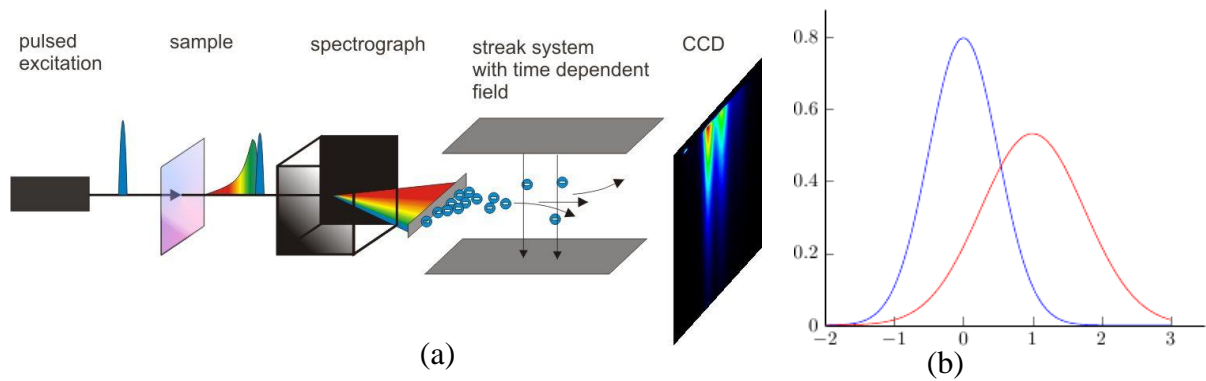 pulsed
excitation
sample
spectrograph
streak system
with time dependent
field
CCD
(a)
0.8
0.6
0.4
0.2
0
−2
−1
0
1
2
3
(b)